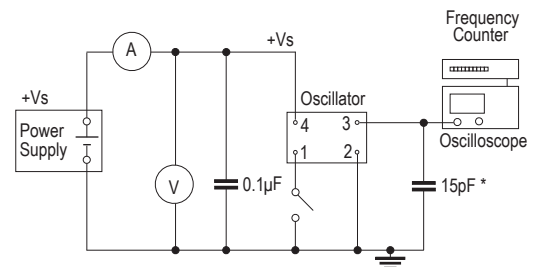 Frequency
Counter
+Vs
A
+Vs
Oscillator
4 3
Power
Supply
Oscilloscope
1 2
V
0.1µF
15pF *